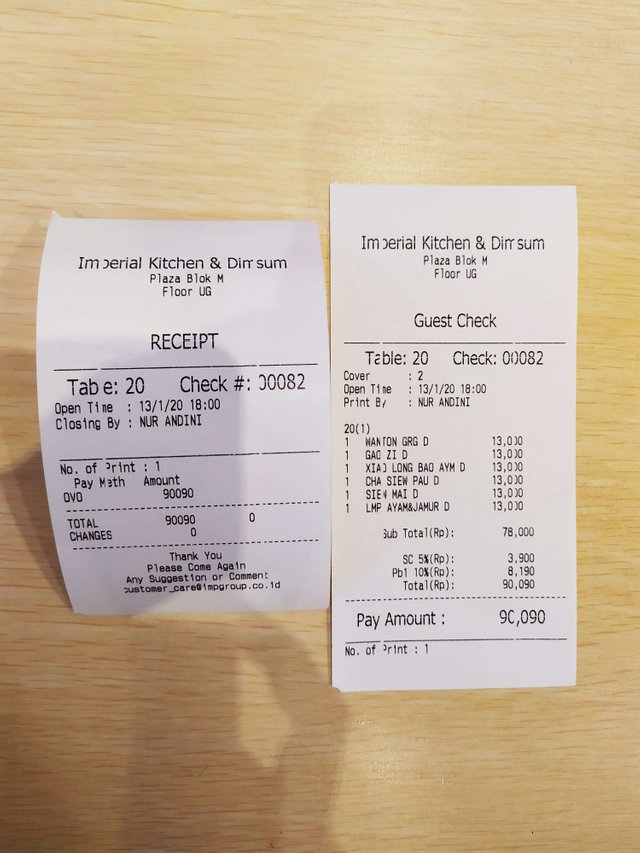 Imperial Kitchen & Dimsum
Plaza Blok M
Floor UG
RECEIPT
Table: 20 Check #: 00082
Open Time : 13/1/20 18:00
Closing By : NUR ANDINI
No. of Print : 1
Pay Meth Amount
OVO 90090
TOTAL 90090 0
CHANGES 0
Thank You
Please Come Again
Any Suggestion or Comment
customer_care@impgroup.co.id
Imperial Kitchen & Dimsum
Plaza Blok M
Floor UG
Guest Check
Table: 20 Check: 00082
Cover : 2
Open Time : 13/1/20 18:00
Print By : NUR ANDINI
20(1)
1 WANTON GRG D 13,000
1 GAO ZI D 13,000
1 XIAO LONG BAO AYM D 13,000
1 CHA SIEW PAU D 13,000
1 SIEW MAI D 13,000
1 LMP AYAM&JAMUR D 13,000
Sub Total(Rp): 78,000
SC 5%(Rp): 3,900
Pb1 10%(Rp): 8,190
Total(Rp): 90,090
Pay Amount : 90,090
No. of Print : 1